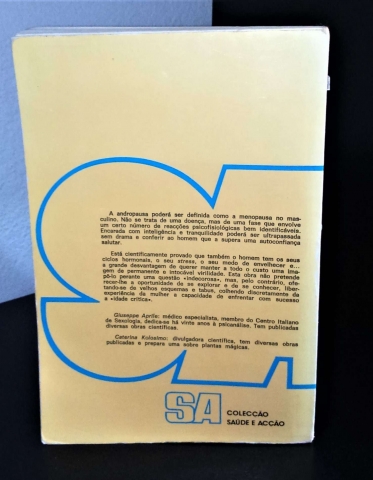 A andropausa poderá ser definida como a menopausa no mas-
culino. Não se trata de uma doença, mas de uma fase que envolve
um certo número de reacções psicofisiológicas bem identificáveis.
Encarada com inteligência e tranquilidade poderá ser ultrapassada
sem drama e conferir ao homem que a supera uma autoconfiança
salutar.
Está cientificamente provado que também o homem tem os seus
ciclos hormonais, o seu stress, o seu modo de envelhecer e...
a grande desvantagem de querer manter a todo o custo uma ima-
gem de permanente e intocável virilidade. Esta obra não pretende
pô-lo perante uma questão «indecorosa», mas, pelo contrário, ofe-
recer-lhe a oportunidade de se explorar e de se conhecer, liber-
tando-se de velhos esquemas e tabus, colhendo discretamente da
experiência da mulher e capacidade de enfrentar com sucesso
a «idade crítica».
Giuseppe Aprile: médico especialista, membro do Centro Italiano
de Sexologia, dedica-se há vinte anos à psicanálise. Tem publicadas
diversas obras científicas.
Caterina Kolosimo: divulgadora científica, tem diversas obras
publicadas e prepara uma sobre plantas mágicas.
SA
COLECÇÃO
SAÚDE E ACÇÃO